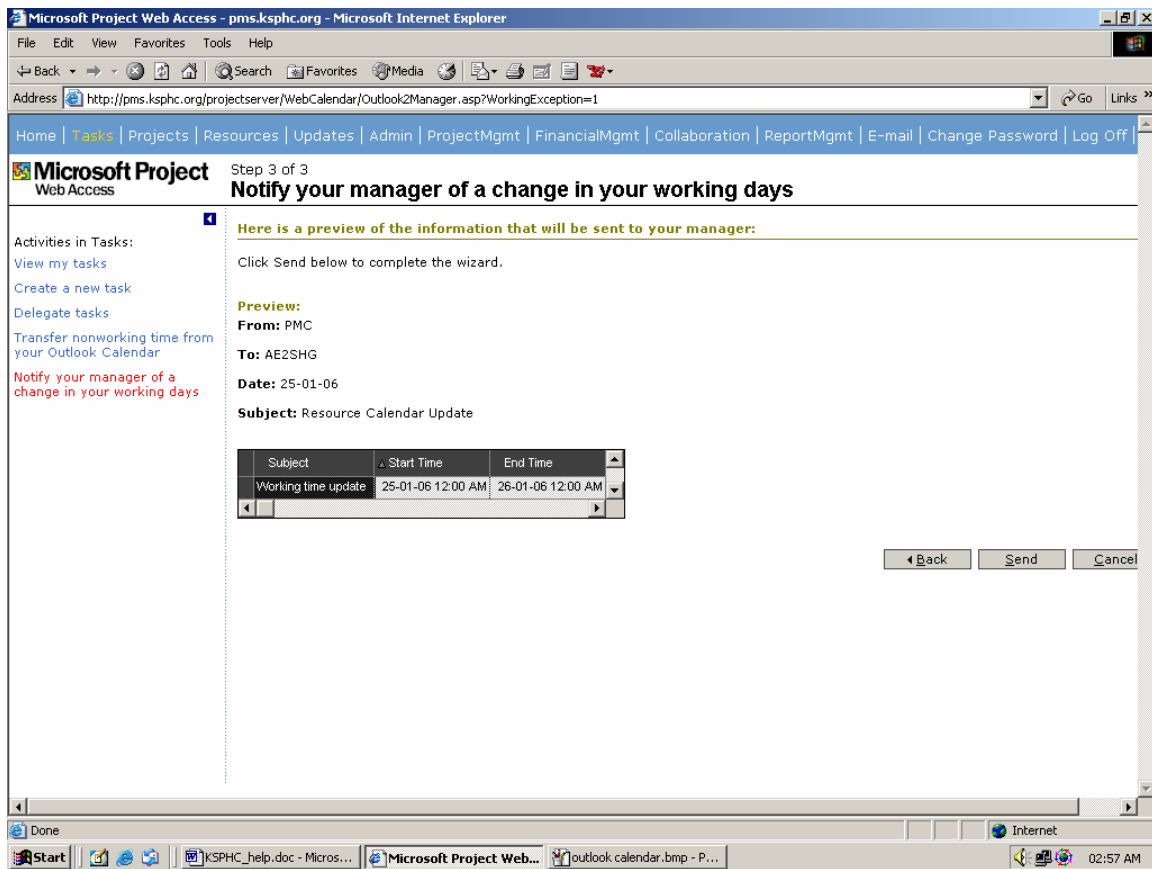 Microsoft Project Web Access - pms.ksphc.org - Microsoft Internet Explorer
File Edit View Favorites Tools Help
Back Search Favorites Media
Address http://pms.ksphc.org/projectserver/WebCalendar/Outlook2Manager.asp?WorkingException=1 Go Links »
Home | Tasks | Projects | Resources | Updates | Admin | ProjectMgmt | FinancialMgmt | Collaboration | ReportMgmt | E-mail | Change Password | Log Off |
Microsoft Project
Web Access
Step 3 of 3
Notify your manager of a change in your working days
Activities in Tasks:
View my tasks
Create a new task
Delegate tasks
Transfer nonworking time from
your Outlook Calendar
Notify your manager of a
change in your working days
Here is a preview of the information that will be sent to your manager:
Click Send below to complete the wizard.
Preview:
From: PMC
To: AE2SHG
Date: 25-01-06
Subject: Resource Calendar Update
Subject Start Time End Time
Working time update 25-01-06 12:00 AM 26-01-06 12:00 AM
Back Send Cancel
Done Internet
Start KSPHC_help.doc - Micros... Microsoft Project Web... outlook calendar.bmp - P... 02:57 AM